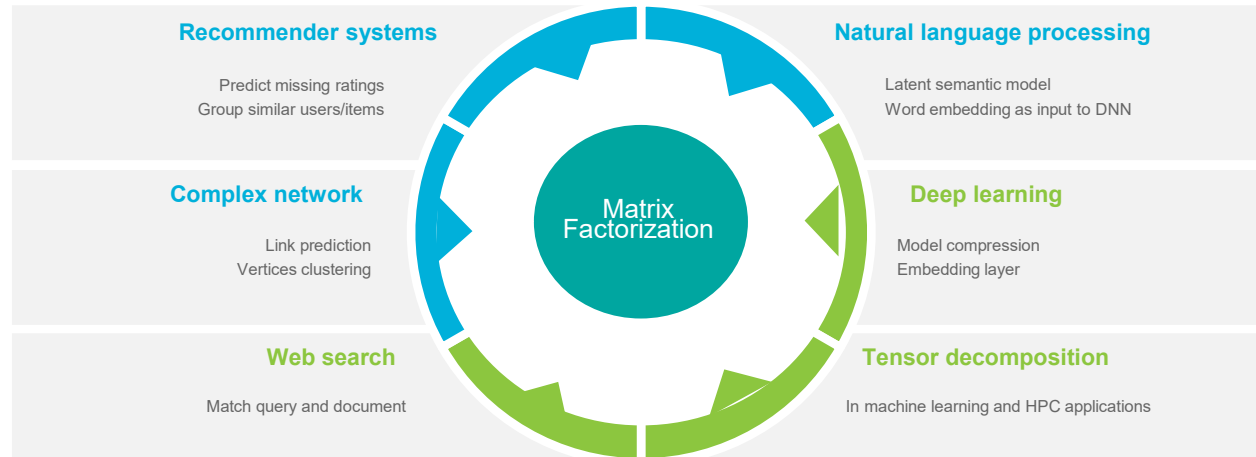 Recommender systems
Predict missing ratings
Group similar users/items
Natural language processing
Latent semantic model
Word embedding as input to DNN
Matrix
Factorization
Complex network
Link prediction
Vertices clustering
Deep learning
Model compression
Embedding layer
Web search
Match query and document
Tensor decomposition
In machine learning and HPC applications